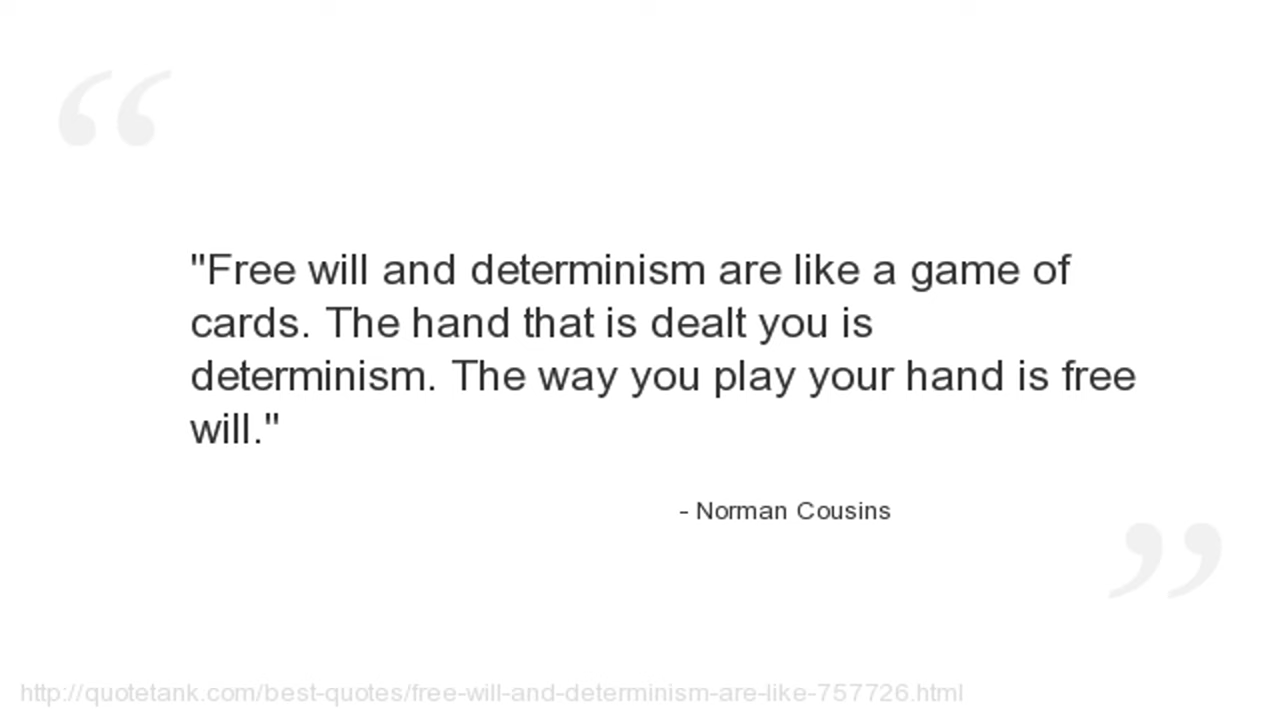 "Free will and determinism are like a game of
cards. The hand that is dealt you is
determinism. The way you play your hand is free
will."
- Norman Cousins
http://quotetank.com/best-quotes/free-will-and-determinism-are-like-757726.html